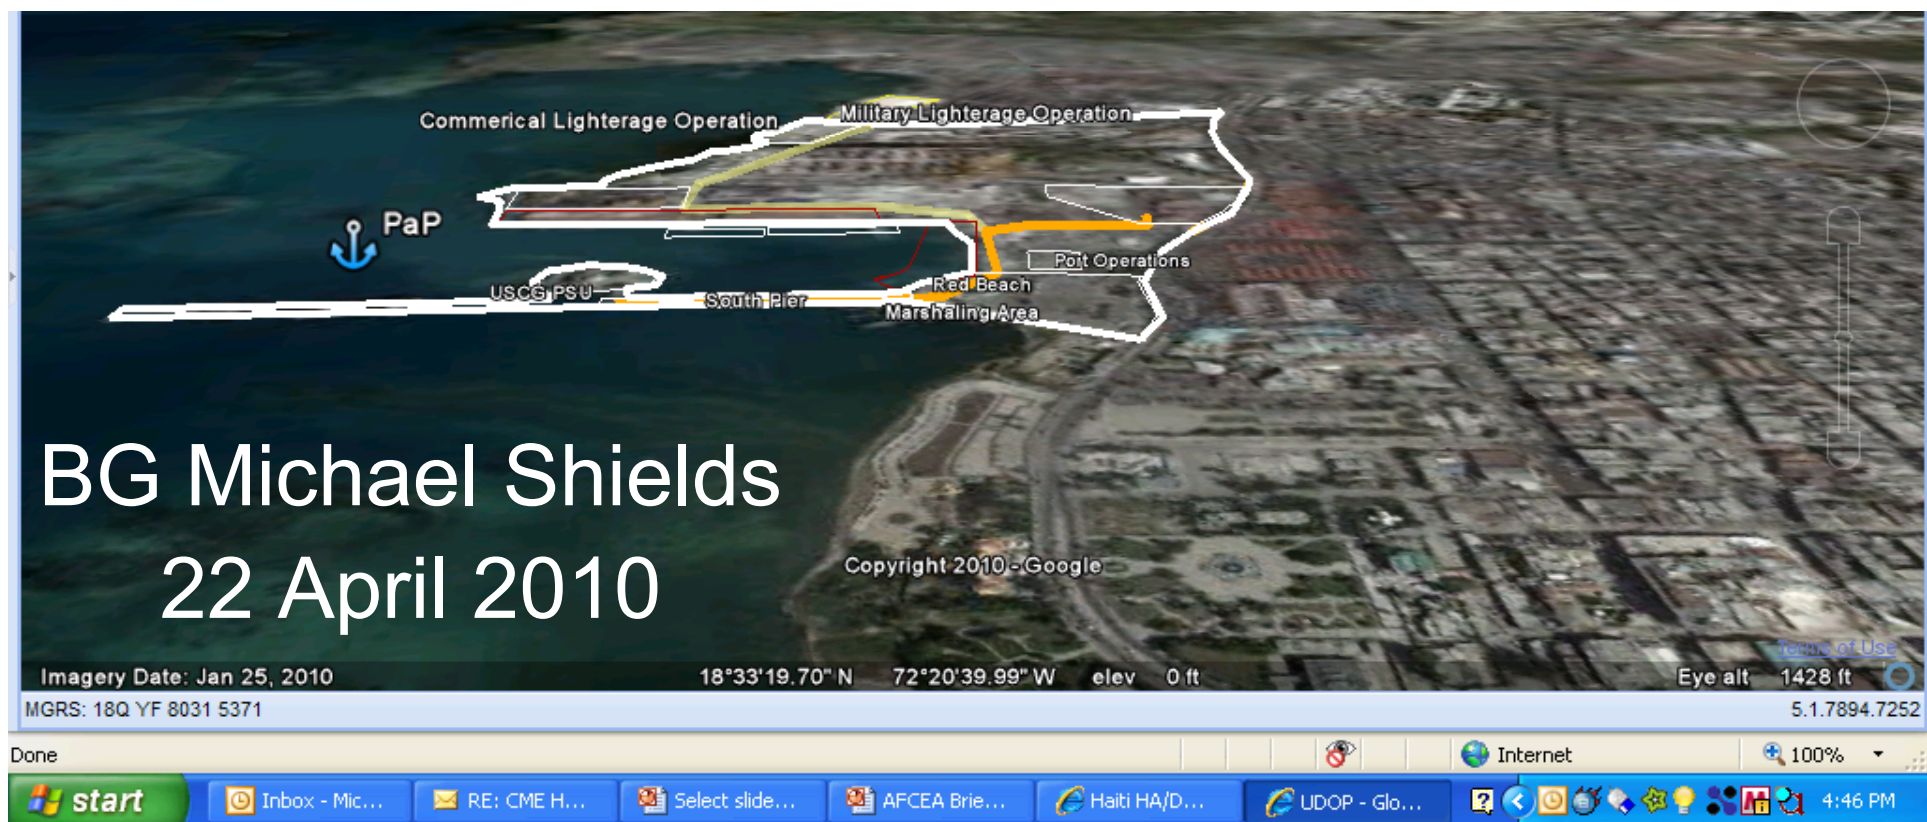 Commerical Lighterage Operation
Military Lighterage Operation
PaP
Port Operations
USCG PSU
Red Beach
South Pier
Marshaling Area
BG Michael Shields
22 April 2010
Copyright 2010 - Google
Terms of Use
Imagery Date: Jan 25, 2010 18°33'19.70" N 72°20'39.99" W elev 0 ft Eye alt 1428 ft
MGRS: 18Q YF 8031 5371 5.1.7894.7252
Done Internet 100%
start Inbox - Mic... RE: CME H... Select slide... AFCEA Brie... Haiti HA/D... UDOP - Glo... 4:46 PM